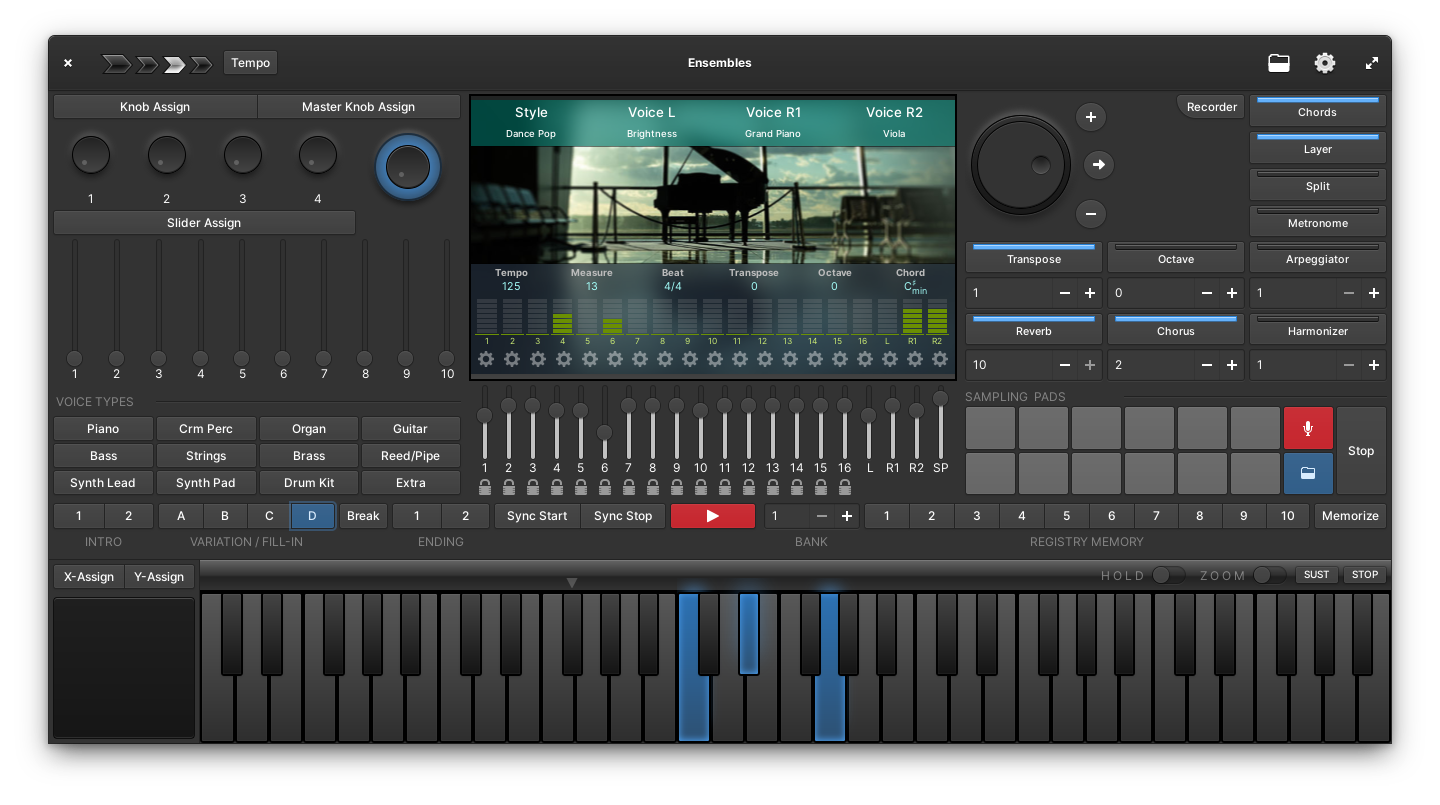 Tempo
Ensembles
Knob Assign Master Knob Assign
1 2 3 4
Slider Assign
1 2 3 4 5 6 7 8 9 10
VOICE TYPES
Piano Crm Perc Organ Guitar
Bass Strings Brass Reed/Pipe
Synth Lead Synth Pad Drum Kit Extra
Style Voice L Voice R1 Voice R2
Dance Pop Brightness Grand Piano Viola
Tempo Measure Beat Transpose Octave Chord
125 13 4/4 0 0 C♯min
1 2 3 4 5 6 7 8 9 10 11 12 13 14 15 16 L R1 R2
1 2 3 4 5 6 7 8 9 10 11 12 13 14 15 16 L R1 R2 SP
+
−
Recorder
Chords
Layer
Split
Metronome
Transpose Octave Arpeggiator
1 − + 0 − + 1 − +
Reverb Chorus Harmonizer
10 − + 2 − + 1 − +
SAMPLING PADS
Stop
1 2 A B C D Break 1 2 Sync Start Sync Stop 1 − + 1 2 3 4 5 6 7 8 9 10 Memorize
INTRO VARIATION / FILL-IN ENDING BANK REGISTRY MEMORY
X-Assign Y-Assign
HOLD ZOOM SUST STOP